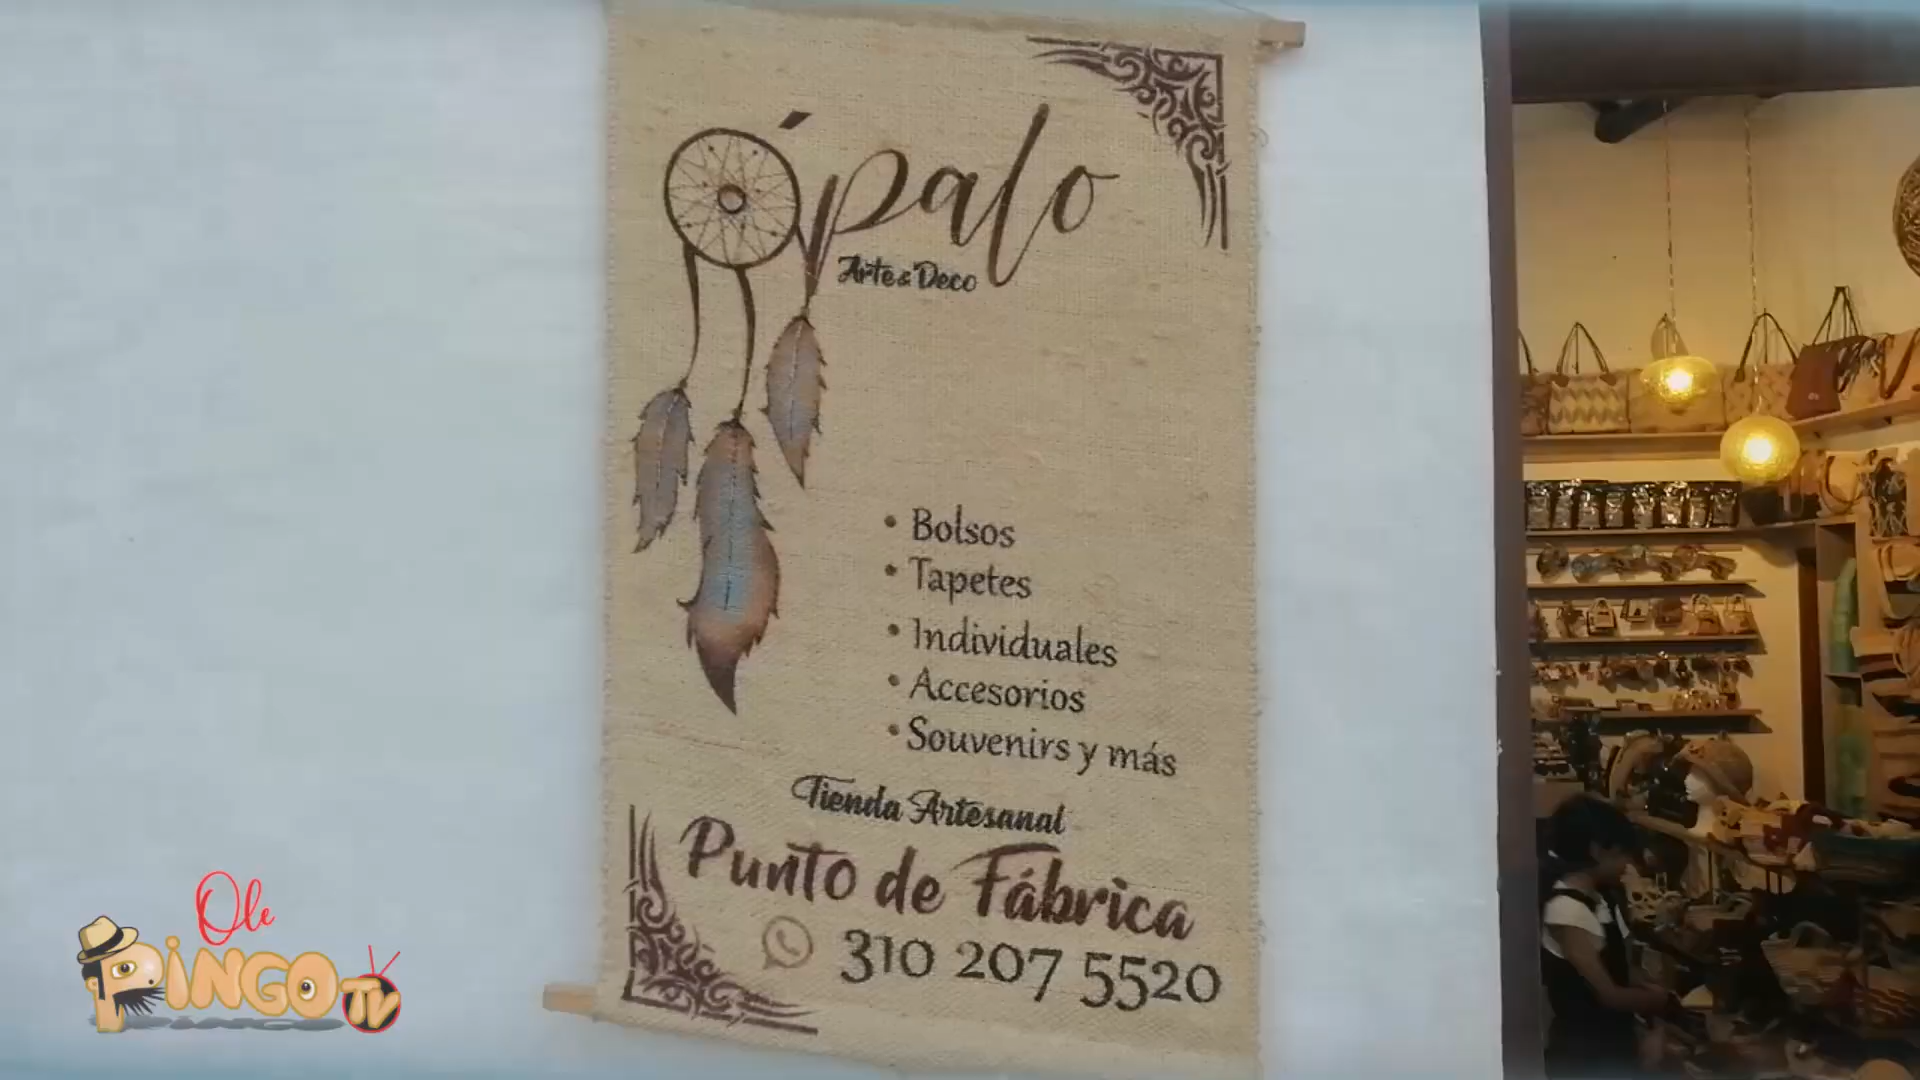 Ópalo
Arte & Deco
• Bolsos
• Tapetes
• Individuales
• Accesorios
• Souvenirs y más
Tienda Artesanal
Punto de Fábrica
310 207 5520
Ole
PiNGO TV